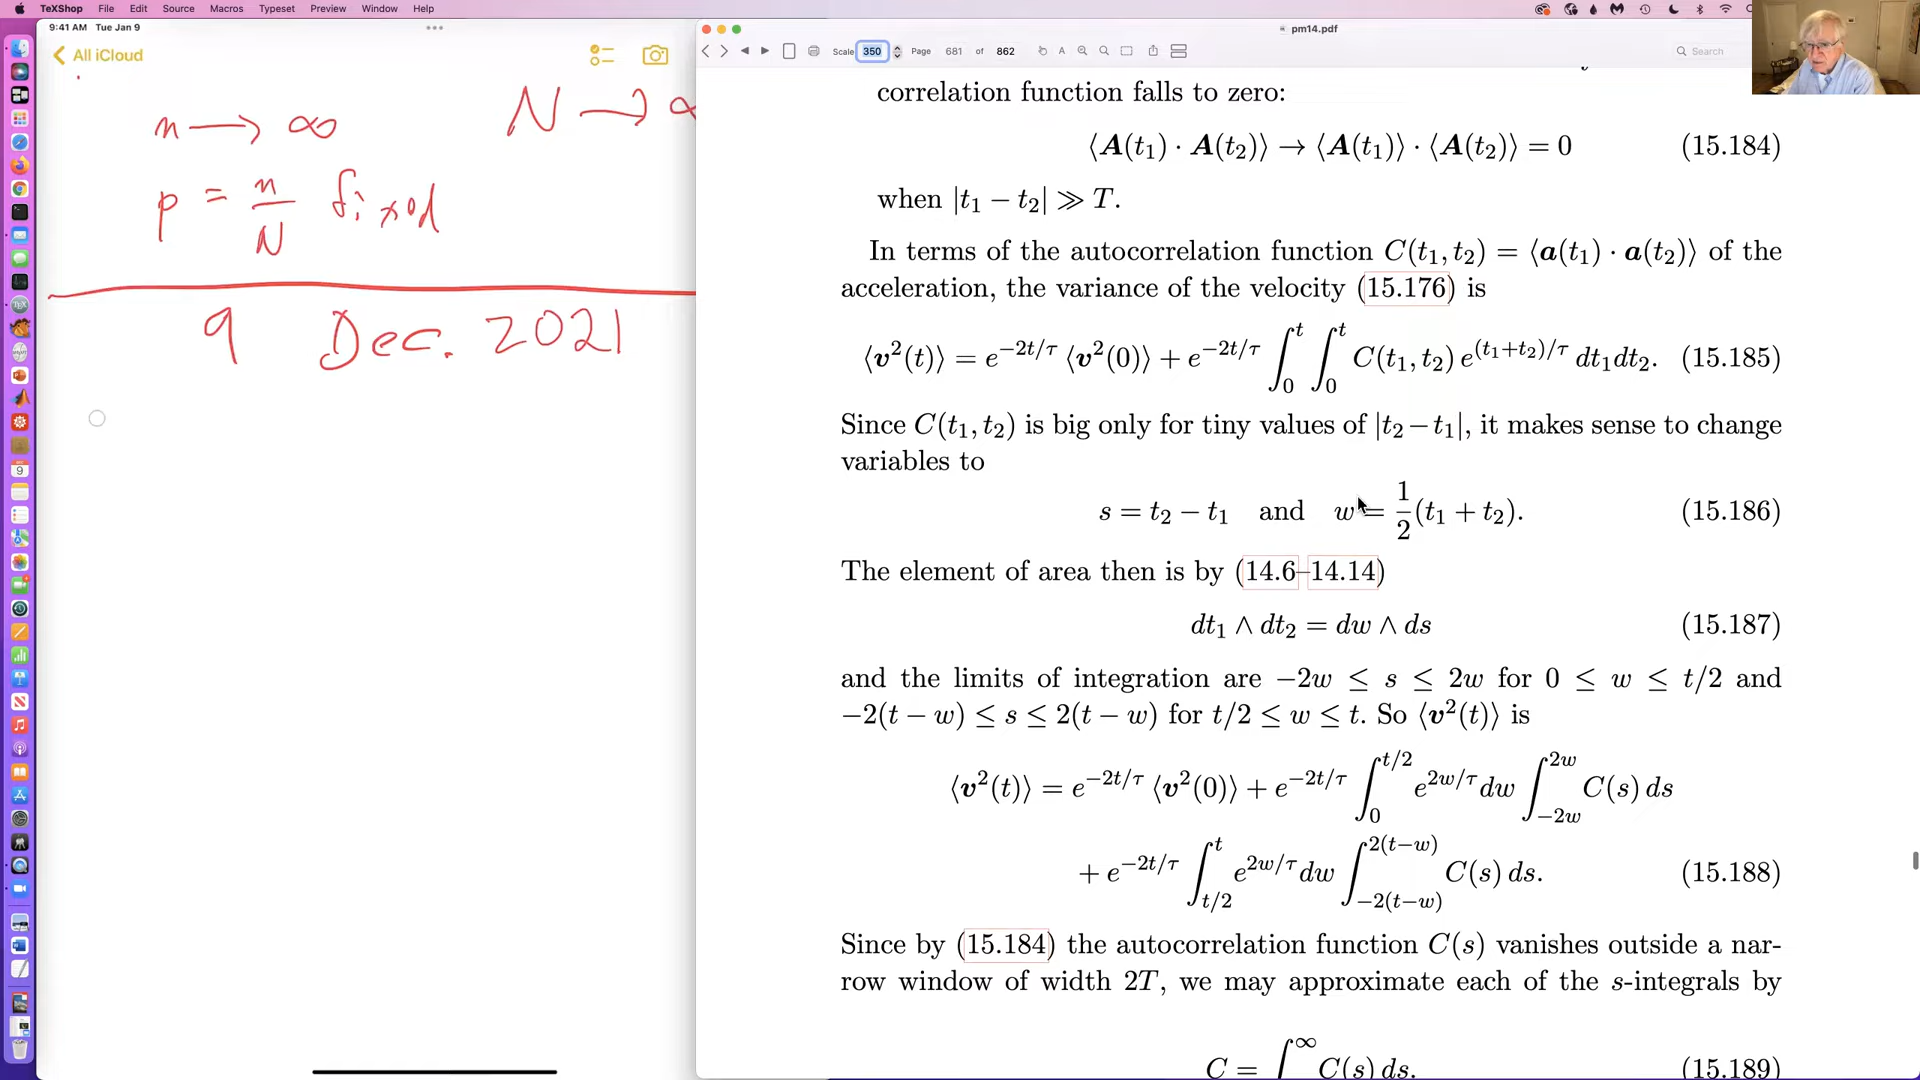 TeXShop File Edit Source Macros Typeset Preview Window Help
9:41 AM Tue Jan 9
All iCloud
n → ∞ N → ∞
p = n/N fixed
9 Dec. 2021
pm14.pdf
Scale 350 Page 681 of 862 Search
correlation function falls to zero:
⟨A(t₁) · A(t₂)⟩ → ⟨A(t₁)⟩ · ⟨A(t₂)⟩ = 0 (15.184)
when |t₁ − t₂| ≫ T.
In terms of the autocorrelation function C(t₁, t₂) = ⟨a(t₁) · a(t₂)⟩ of the
acceleration, the variance of the velocity (15.176) is
⟨v²(t)⟩ = e^{−2t/τ} ⟨v²(0)⟩ + e^{−2t/τ} ∫₀^t ∫₀^t C(t₁, t₂) e^{(t₁+t₂)/τ} dt₁dt₂. (15.185)
Since C(t₁, t₂) is big only for tiny values of |t₂−t₁|, it makes sense to change
variables to
s = t₂ − t₁ and w = 1/2 (t₁ + t₂). (15.186)
The element of area then is by (14.6–14.14)
dt₁ ∧ dt₂ = dw ∧ ds (15.187)
and the limits of integration are −2w ≤ s ≤ 2w for 0 ≤ w ≤ t/2 and
−2(t − w) ≤ s ≤ 2(t − w) for t/2 ≤ w ≤ t. So ⟨v²(t)⟩ is
⟨v²(t)⟩ = e^{−2t/τ} ⟨v²(0)⟩ + e^{−2t/τ} ∫₀^{t/2} e^{2w/τ} dw ∫_{−2w}^{2w} C(s) ds
+ e^{−2t/τ} ∫_{t/2}^t e^{2w/τ} dw ∫_{−2(t−w)}^{2(t−w)} C(s) ds. (15.188)
Since by (15.184) the autocorrelation function C(s) vanishes outside a nar-
row window of width 2T, we may approximate each of the s-integrals by
C = ∫^∞ C(s) ds. (15.189)